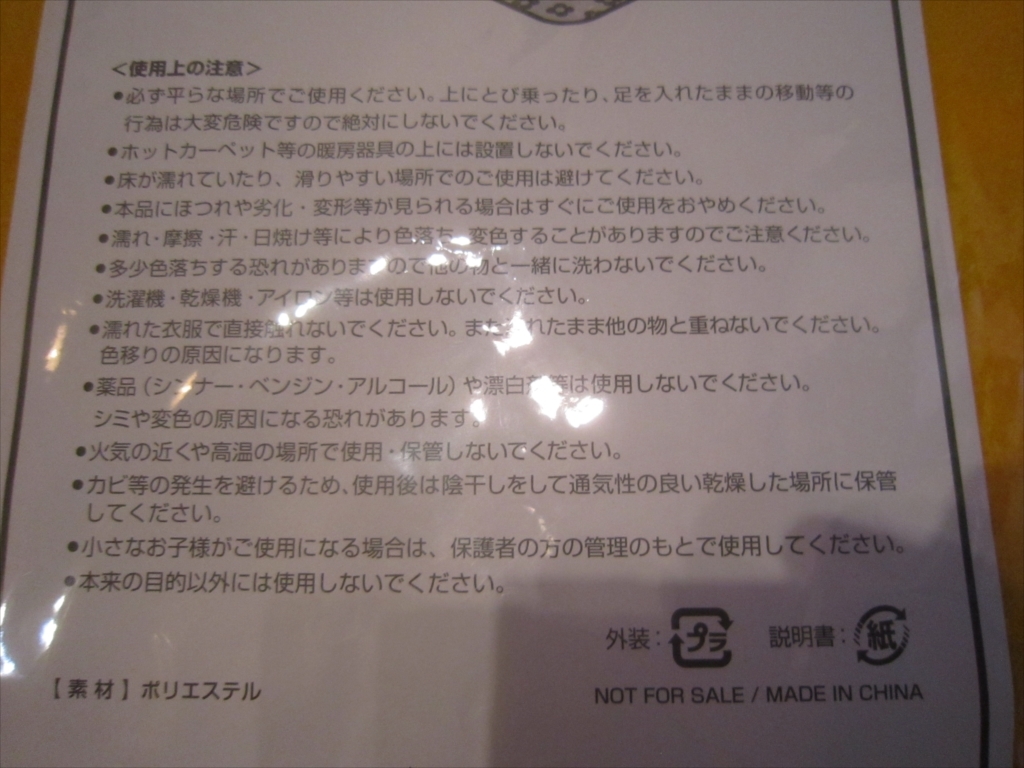 ＜使用上の注意＞
●必ず平らな場所でご使用ください。上にとび乗ったり、足を入れたままの移動等の
行為は大変危険ですので絶対にしないでください。
●ホットカーペット等の暖房器具の上には設置しないでください。
●床が濡れていたり、滑りやすい場所でのご使用は避けてください。
●本品にほつれや劣化・変形等が見られる場合はすぐにご使用をおやめください。
●濡れ・摩擦・汗・日焼け等により色落ち、変色することがありますのでご注意ください。
●多少色落ちする恐れがありますので他の物と一緒に洗わないでください。
●洗濯機・乾燥機・アイロン等は使用しないでください。
●濡れた衣服で直接触れないでください。また れたまま他の物と重ねないでください。
色移りの原因になります。
●薬品（シンナー・ベンジン・アルコール）や漂白剤等は使用しないでください。
シミや変色の原因になる恐れがあります。
●火気の近くや高温の場所で使用・保管しないでください。
●カビ等の発生を避けるため、使用後は陰干しをして通気性の良い乾燥した場所に保管
してください。
●小さなお子様がご使用になる場合は、保護者の方の管理のもとで使用してください。
●本来の目的以外には使用しないでください。
外装：プラ 説明書：紙
【素材】ポリエステル
NOT FOR SALE / MADE IN CHINA